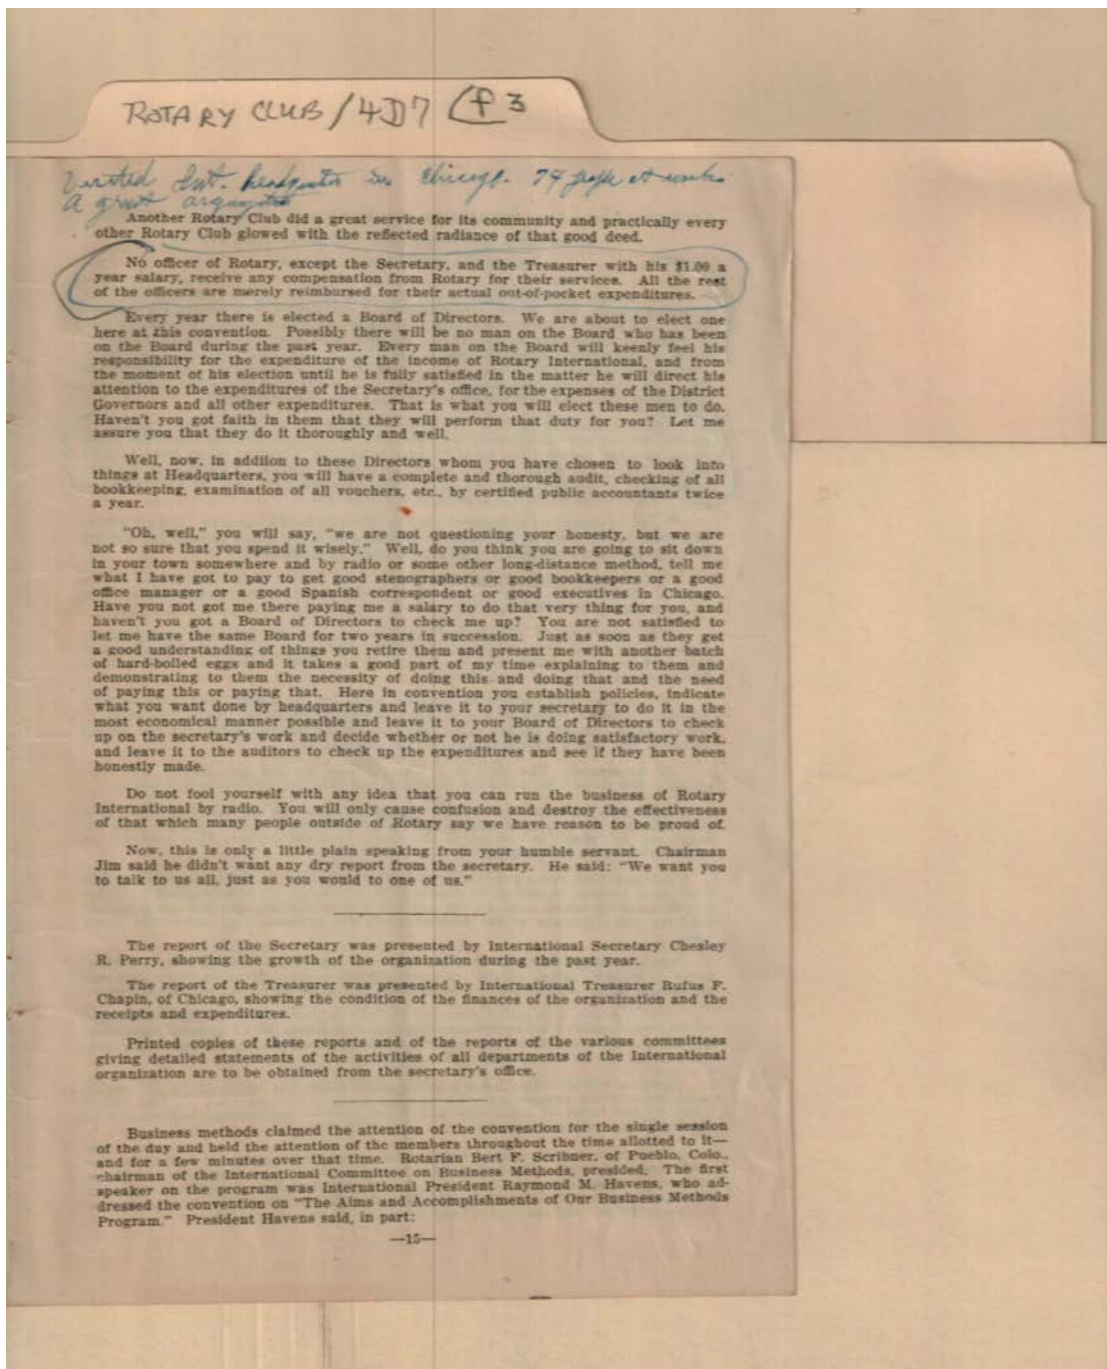 ROTARY CLUB / 4D7 (f 3
Visited Int. headquarters in Chicago. 74 people at work.
A great
Another Rotary Club did a great service for its community and practically every
other Rotary Club glowed with the reflected radiance of that good deed.
No officer of Rotary, except the Secretary, and the Treasurer with his $1.00 a
year salary, receive any compensation from Rotary for their services. All the rest
of the officers are merely reimbursed for their actual out-of-pocket expenditures.
Every year there is elected a Board of Directors. We are about to elect one
here at this convention. Possibly there will be no man on the Board who has been
on the Board during the past year. Every man on the Board will keenly feel his
responsibility for the expenditure of the income of Rotary International, and from
the moment of his election until he is fully satisfied in the matter he will direct his
attention to the expenditures of the Secretary's office, for the expenses of the District
Governors and all other expenditures. That is what you will elect these men to do.
Haven't you got faith in them that they will perform that duty for you? Let me
assure you that they do it thoroughly and well.
Well, now, in addiion to these Directors whom you have chosen to look into
things at Headquarters, you will have a complete and thorough audit, checking of all
bookkeeping, examination of all vouchers, etc., by certified public accountants twice
a year.
"Oh, well," you will say, "we are not questioning your honesty, but we are
not so sure that you spend it wisely." Well, do you think you are going to sit down
in your town somewhere and by radio or some other long-distance method, tell me
what I have got to pay to get good stenographers or good bookkeepers or a good
office manager or a good Spanish correspondent or good executives in Chicago.
Have you not got me there paying me a salary to do that very thing for you, and
haven't you got a Board of Directors to check me up? You are not satisfied to
let me have the same Board for two years in succession. Just as soon as they get
a good understanding of things you retire them and present me with another batch
of hard-boiled eggs and it takes a good part of my time explaining to them and
demonstrating to them the necessity of doing this and doing that and the need
of paying this or paying that. Here in convention you establish policies, indicate
what you want done by headquarters and leave it to your secretary to do it in the
most economical manner possible and leave it to your Board of Directors to check
up on the secretary's work and decide whether or not he is doing satisfactory work,
and leave it to the auditors to check up the expenditures and see if they have been
honestly made.
Do not fool yourself with any idea that you can run the business of Rotary
International by radio. You will only cause confusion and destroy the effectiveness
of that which many people outside of Rotary say we have reason to be proud of.
Now, this is only a little plain speaking from your humble servant. Chairman
Jim said he didn't want any dry report from the secretary. He said: "We want you
to talk to us all, just as you would to one of us."
The report of the Secretary was presented by International Secretary Chesley
R. Perry, showing the growth of the organization during the past year.
The report of the Treasurer was presented by International Treasurer Rufus F.
Chapin, of Chicago, showing the condition of the finances of the organization and the
receipts and expenditures.
Printed copies of these reports and of the reports of the various committees
giving detailed statements of the activities of all departments of the International
organization are to be obtained from the secretary's office.
Business methods claimed the attention of the convention for the single session
of the day and held the attention of the members throughout the time allotted to it—
and for a few minutes over that time. Rotarian Bert F. Scribner, of Pueblo, Colo.,
chairman of the International Committee on Business Methods, presided. The first
speaker on the program was International President Raymond M. Havens, who ad-
dressed the convention on "The Aims and Accomplishments of Our Business Methods
Program." President Havens said, in part:
—15—